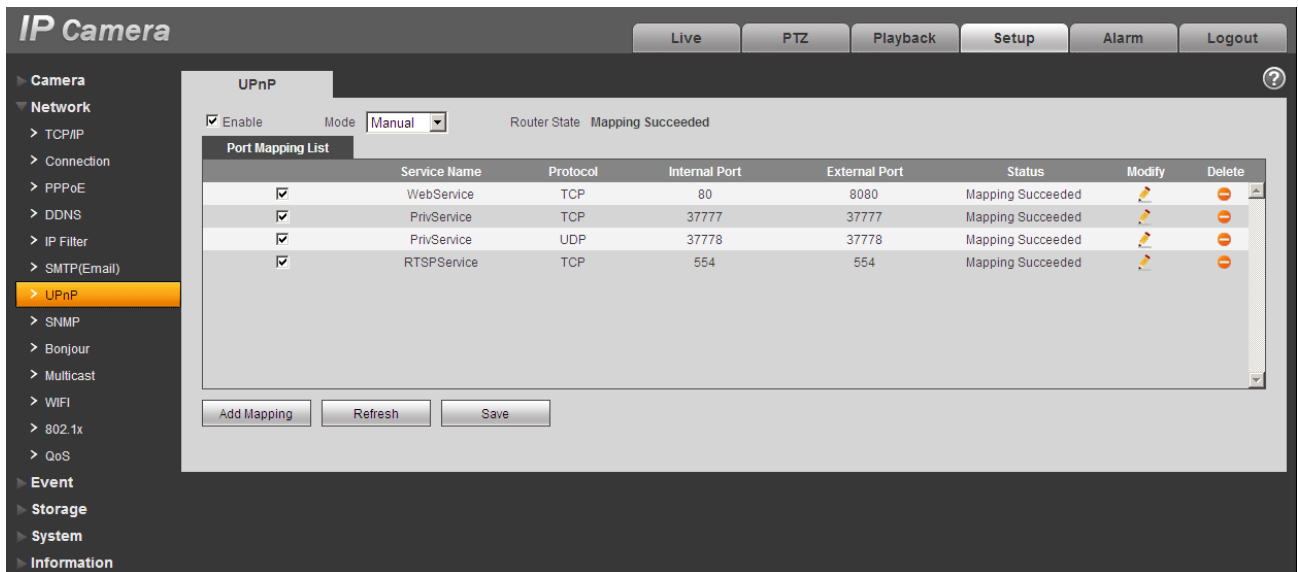 IP Camera
Live PTZ Playback Setup Alarm Logout
Camera
Network
TCP/IP
Connection
PPPoE
DDNS
IP Filter
SMTP(Email)
UPnP
SNMP
Bonjour
Multicast
WIFI
802.1x
QoS
Event
Storage
System
Information
UPnP ?
Enable Mode Manual Router State Mapping Succeeded
Port Mapping List
Service Name Protocol Internal Port External Port Status Modify Delete
WebService TCP 80 8080 Mapping Succeeded
PrivService TCP 37777 37777 Mapping Succeeded
PrivService UDP 37778 37778 Mapping Succeeded
RTSPService TCP 554 554 Mapping Succeeded
Add Mapping Refresh Save